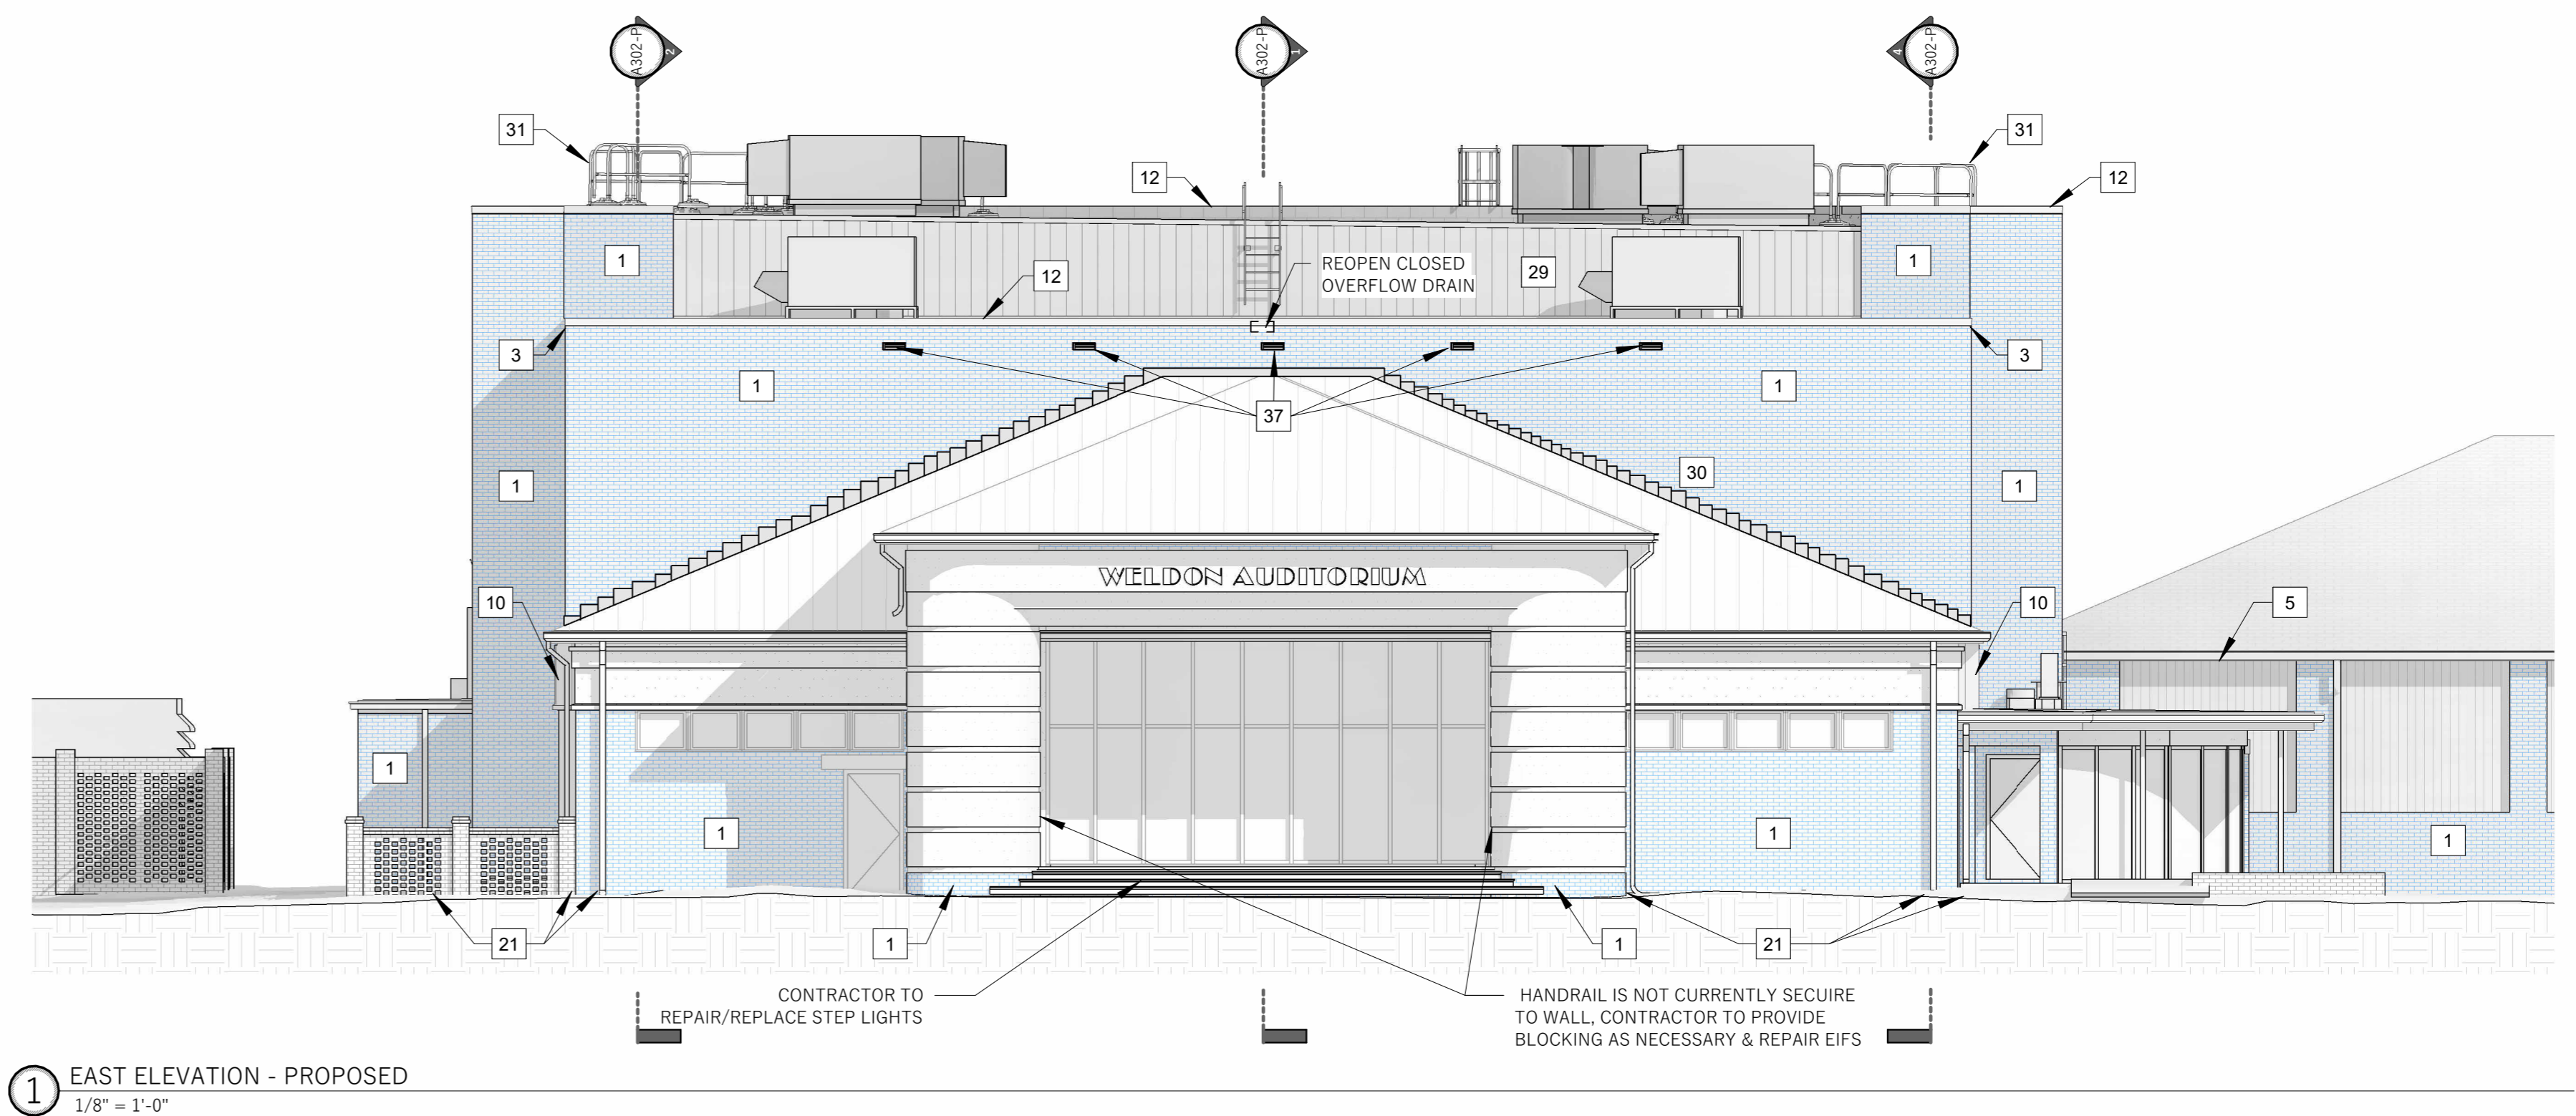 A302-P
2
A302-P
1
A302-P
4
31
31
12
12
1
1
12
REOPEN CLOSED
OVERFLOW DRAIN
29
3
3
1
1
37
1
30
1
WELDON AUDITORIUM
10
10
5
1
1
1
1
21
1
1
21
CONTRACTOR TO
REPAIR/REPLACE STEP LIGHTS
HANDRAIL IS NOT CURRENTLY SECUIRE
TO WALL, CONTRACTOR TO PROVIDE
BLOCKING AS NECESSARY & REPAIR EIFS
1
EAST ELEVATION - PROPOSED
1/8" = 1'-0"